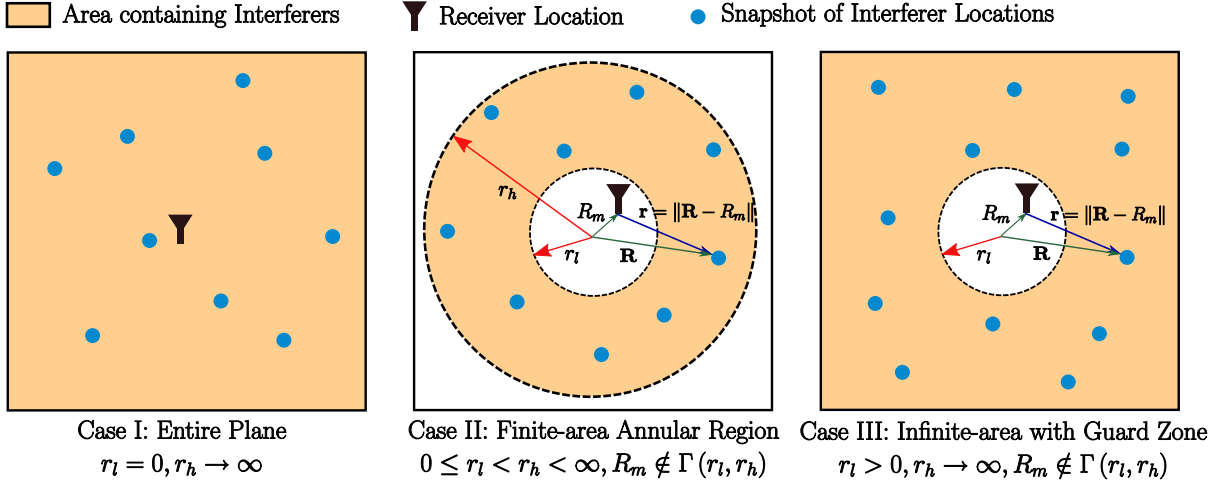 Area containing Interferers
Receiver Location
Snapshot of Interferer Locations
r_h
R_m
r = ‖R − R_m‖
r_l
R
R_m
r = ‖R − R_m‖
r_l
R
Case I: Entire Plane
r_l = 0, r_h → ∞
Case II: Finite-area Annular Region
0 ≤ r_l < r_h < ∞, R_m ∉ Γ (r_l, r_h)
Case III: Infinite-area with Guard Zone
r_l > 0, r_h → ∞, R_m ∉ Γ (r_l, r_h)